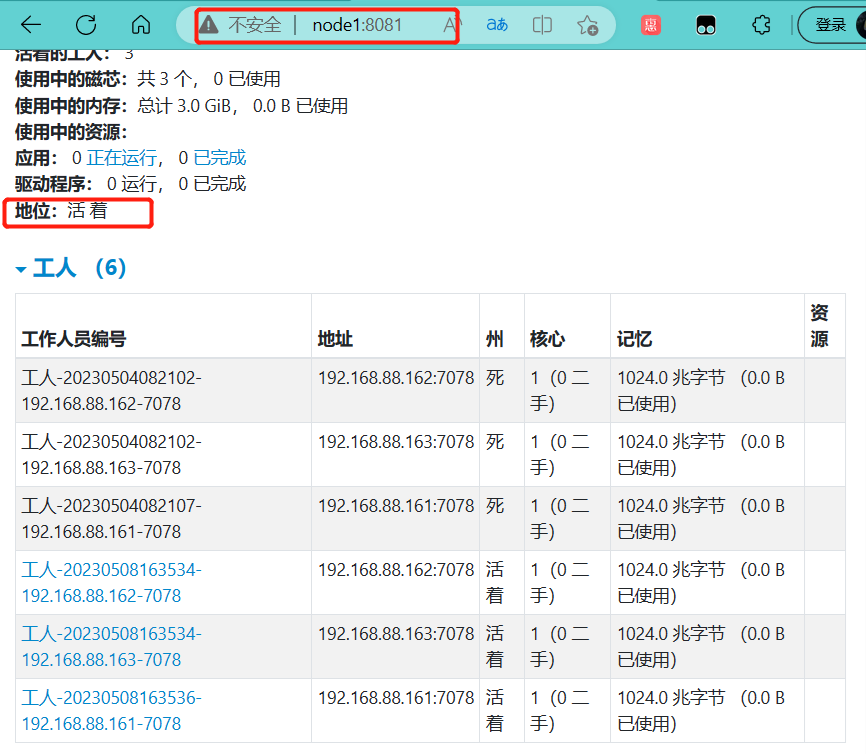 不安全 | node1:8081 A aあ 惠 登录
活着的工人： 3
使用中的磁芯：共 3 个， 0 已使用
使用中的内存：总计 3.0 GiB， 0.0 B 已使用
使用中的资源：
应用： 0 正在运行， 0 已完成
驱动程序： 0 运行， 0 已完成
地位：活着
工人 （6）
工作人员编号 地址 州 核心 记忆 资源
工人-20230504082102- 192.168.88.162:7078 死 1（0 二 1024.0 兆字节 （0.0 B
192.168.88.162-7078 手） 已使用）
工人-20230504082102- 192.168.88.163:7078 死 1（0 二 1024.0 兆字节 （0.0 B
192.168.88.163-7078 手） 已使用）
工人-20230504082107- 192.168.88.161:7078 死 1（0 二 1024.0 兆字节 （0.0 B
192.168.88.161-7078 手） 已使用）
工人-20230508163534- 192.168.88.162:7078 活 1（0 二 1024.0 兆字节 （0.0 B
192.168.88.162-7078 着 手） 已使用）
工人-20230508163534- 192.168.88.163:7078 活 1（0 二 1024.0 兆字节 （0.0 B
192.168.88.163-7078 着 手） 已使用）
工人-20230508163536- 192.168.88.161:7078 活 1（0 二 1024.0 兆字节 （0.0 B
192.168.88.161-7078 着 手） 已使用）